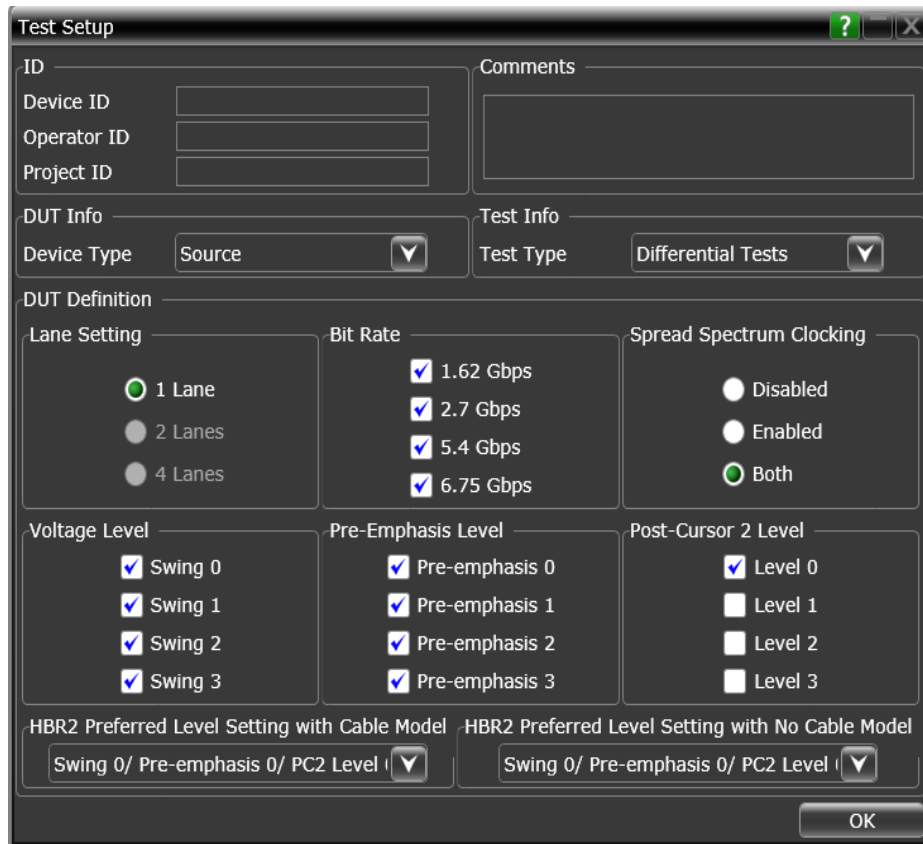 Test Setup
?
X
ID
Device ID
Operator ID
Project ID
Comments
DUT Info
Device Type Source
Test Info
Test Type Differential Tests
DUT Definition
Lane Setting
1 Lane
2 Lanes
4 Lanes
Bit Rate
1.62 Gbps
2.7 Gbps
5.4 Gbps
6.75 Gbps
Spread Spectrum Clocking
Disabled
Enabled
Both
Voltage Level
Swing 0
Swing 1
Swing 2
Swing 3
Pre-Emphasis Level
Pre-emphasis 0
Pre-emphasis 1
Pre-emphasis 2
Pre-emphasis 3
Post-Cursor 2 Level
Level 0
Level 1
Level 2
Level 3
HBR2 Preferred Level Setting with Cable Model
Swing 0/ Pre-emphasis 0/ PC2 Level
HBR2 Preferred Level Setting with No Cable Model
Swing 0/ Pre-emphasis 0/ PC2 Level
OK